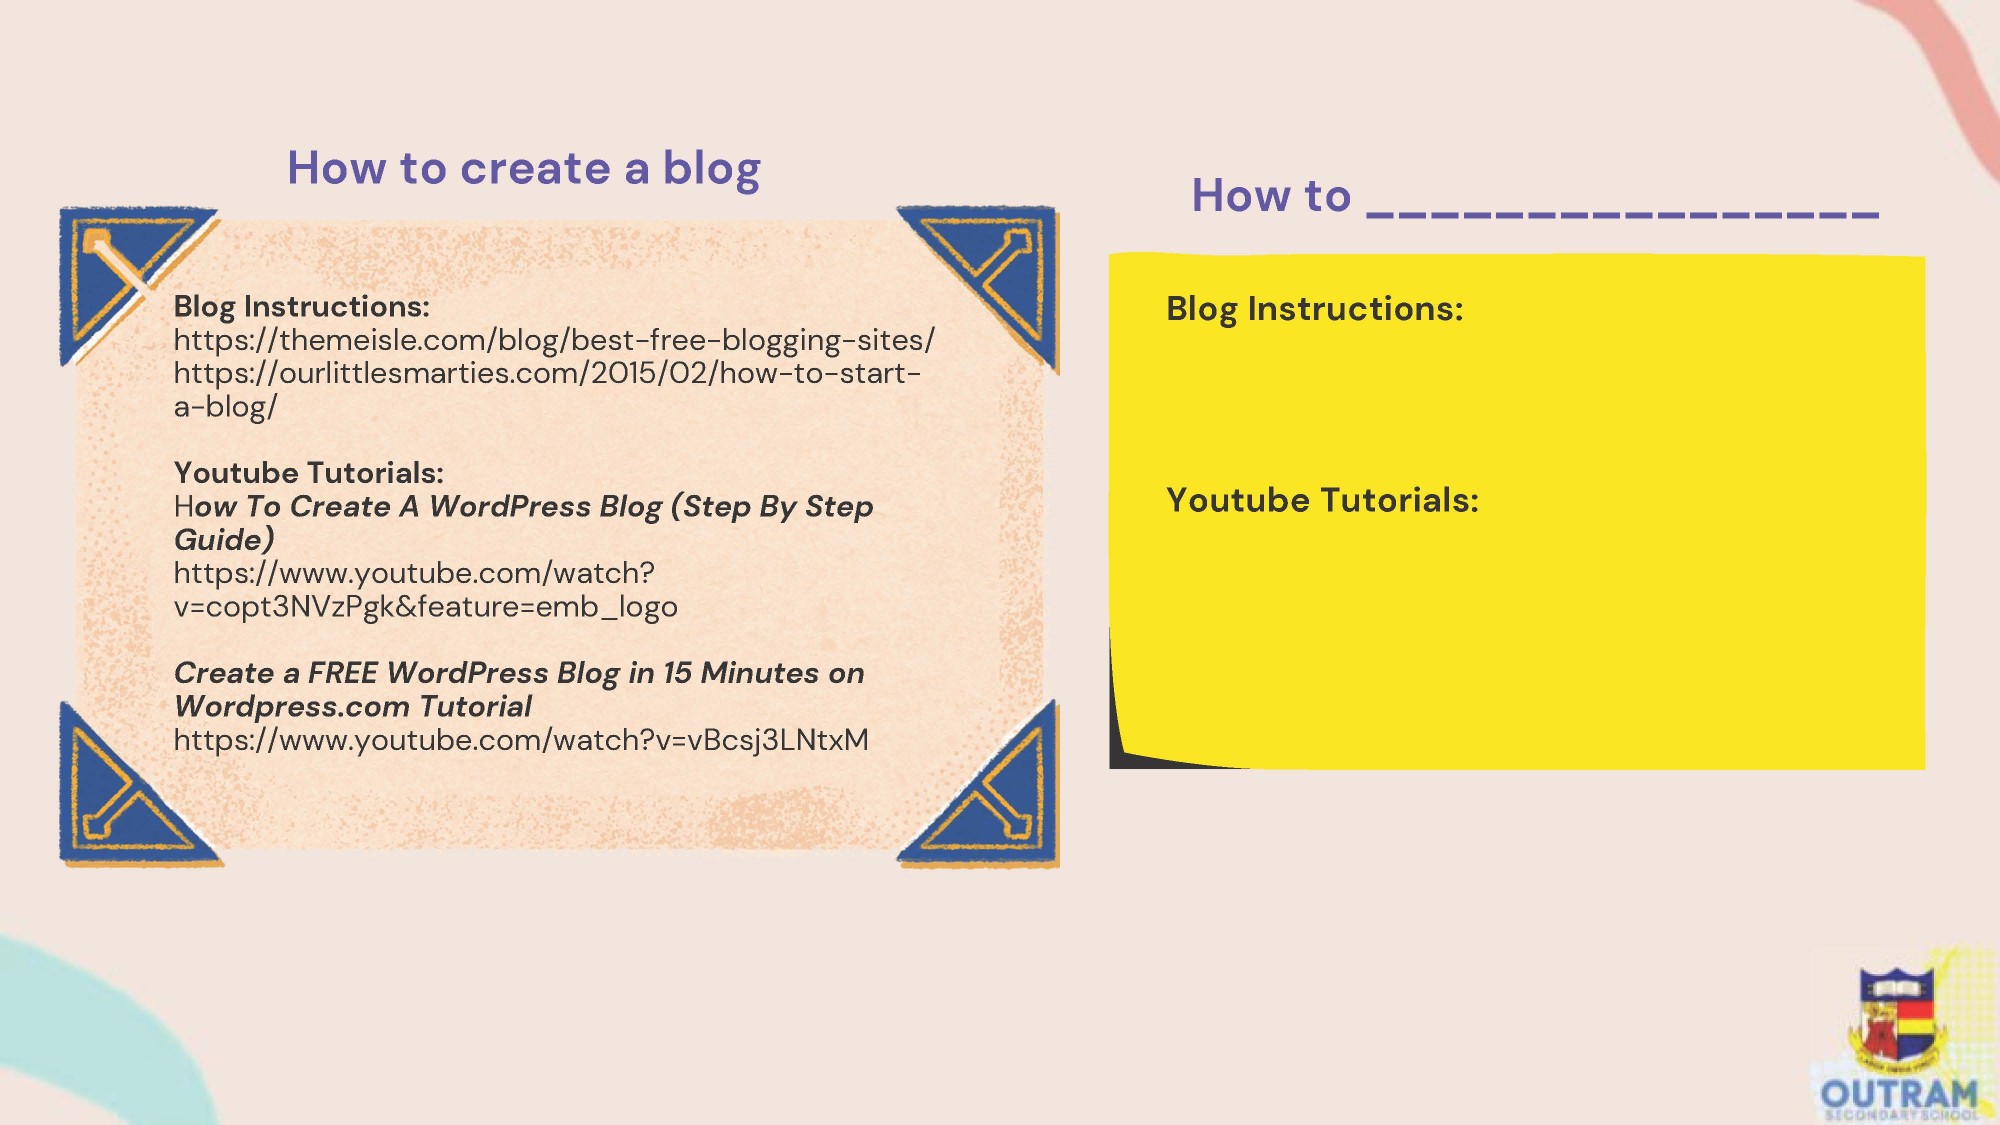 How to create a blog
Blog Instructions:
https://themeisle.com/blog/best-free-blogging-sites/
https://ourlittlesmarties.com/2015/02/how-to-start-
a-blog/
Youtube Tutorials:
How To Create A WordPress Blog (Step By Step
Guide)
https://www.youtube.com/watch?
v=copt3NVzPgk&feature=emb_logo
Create a FREE WordPress Blog in 15 Minutes on
Wordpress.com Tutorial
https://www.youtube.com/watch?v=vBcsj3LNtxM
How to ________________
Blog Instructions:
Youtube Tutorials:
OUTRAM
SECONDARY SCHOOL